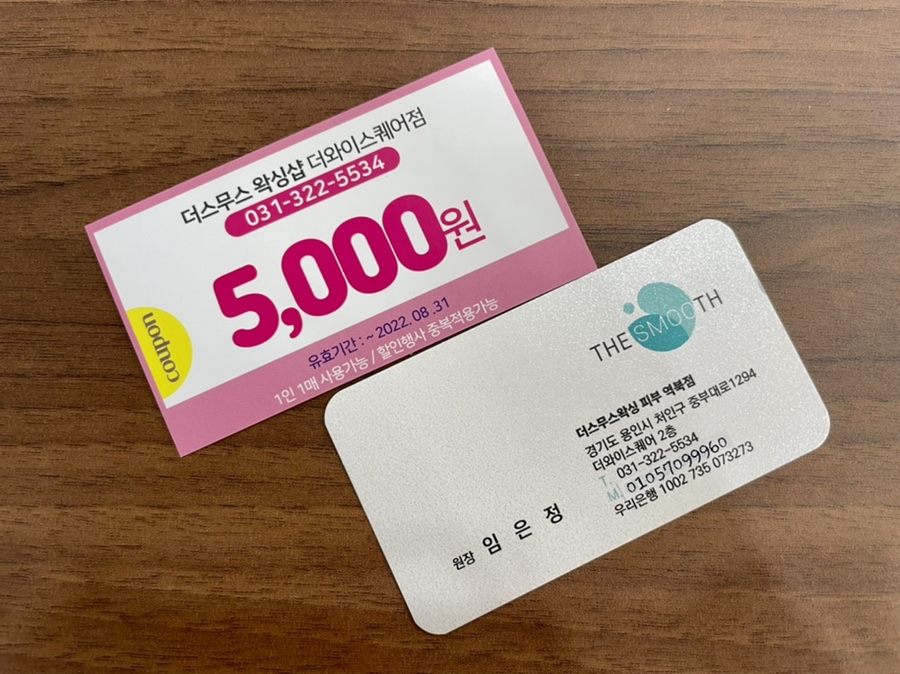 더스무스 왁싱샵 더와이스퀘어점
031-322-5534
5,000원
coupon
유효기간 : ~ 2022. 08. 31
1인 1매 사용가능 / 할인행사 중복적용가능
THE SMOOTH
더스무스왁싱 피부 역북점
경기도 용인시 처인구 중부대로1294
더와이스퀘어 2층
T. 031-322-5534
M. 01057099960
우리은행 1002 735 073273
원장 임은정